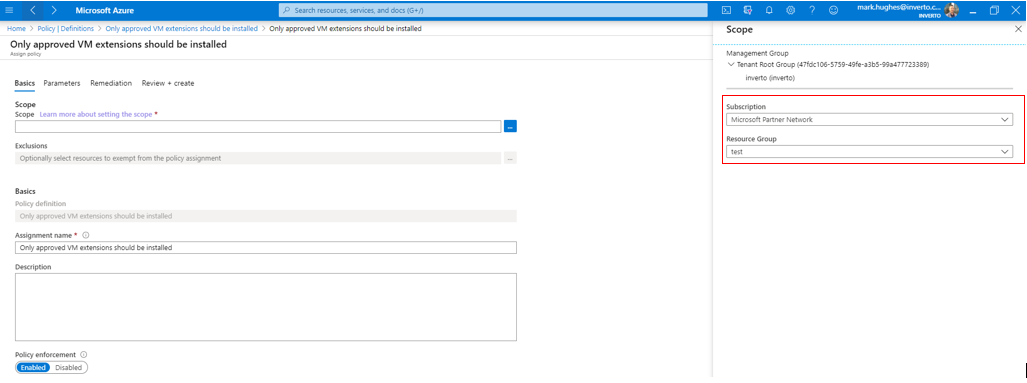 Microsoft Azure
Search resources, services, and docs (G+/)
mark.hughes@inverto.c...
INVERTO
Home > Policy | Definitions > Only approved VM extensions should be installed > Only approved VM extensions should be installed
Only approved VM extensions should be installed
Assign policy
Basics Parameters Remediation Review + create
Scope
Scope Learn more about setting the scope *
...
Exclusions
Optionally select resources to exempt from the policy assignment
...
Basics
Policy definition
Only approved VM extensions should be installed
Assignment name *
Only approved VM extensions should be installed
Description
Policy enforcement
Enabled Disabled
Scope
Management Group
Tenant Root Group (47fdc106-5759-49fe-a3b5-99a477723389)
inverto (inverto)
Subscription
Microsoft Partner Network
Resource Group
test